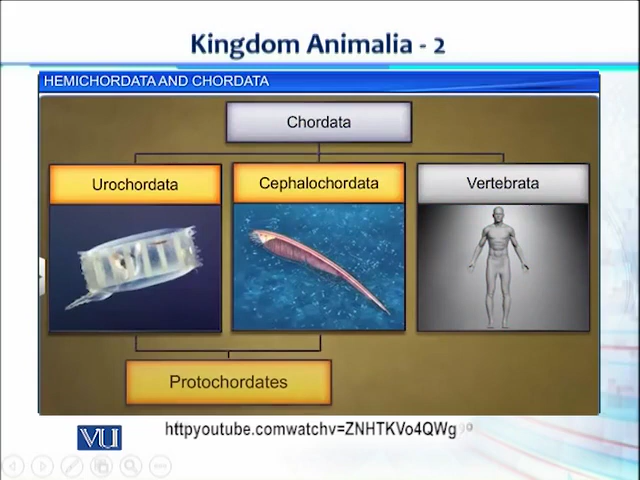 Kingdom Animalia - 2
HEMICHORDATA AND CHORDATA
Chordata
Urochordata
Cephalochordata
Vertebrata
Protochordates
VU
httpyoutube.comwatchv=ZNHTKVo4QWg